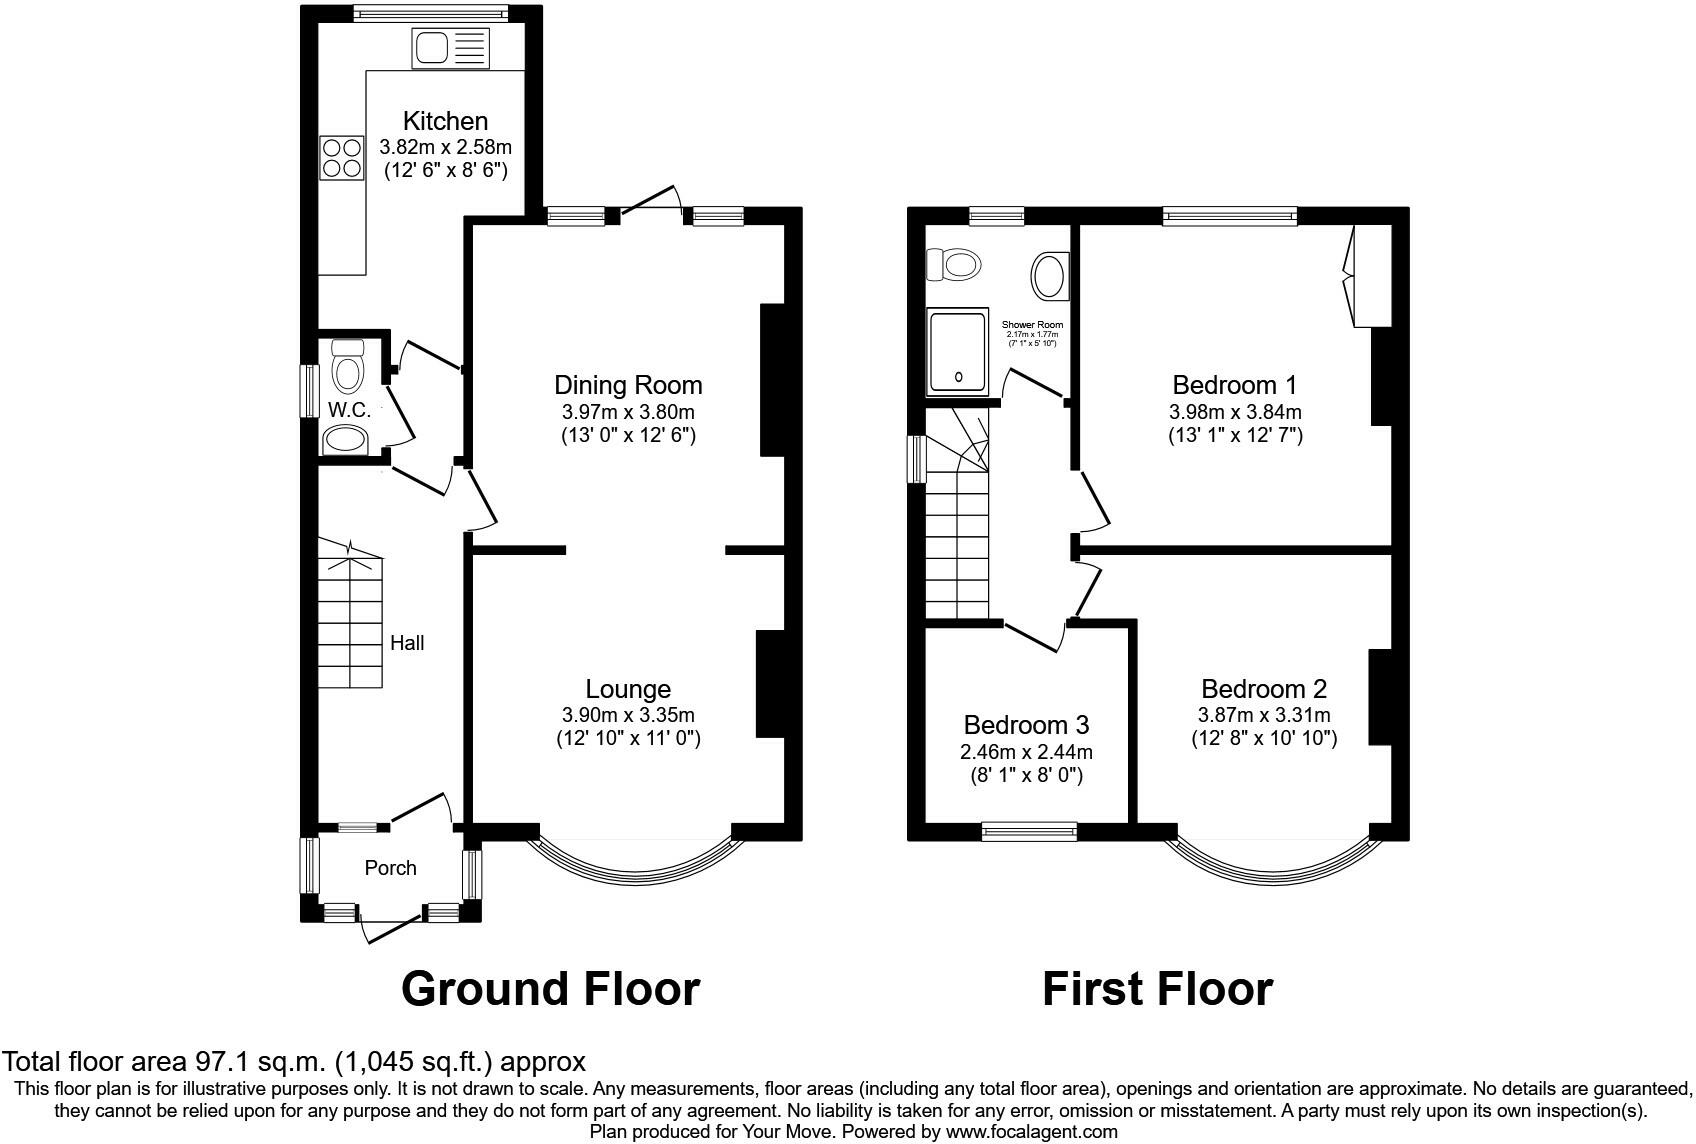 Kitchen
3.82m x 2.58m
(12' 6" x 8' 6")
W.C.
Dining Room
3.97m x 3.80m
(13' 0" x 12' 6")
Hall
Lounge
3.90m x 3.35m
(12' 10" x 11' 0")
Porch
Ground Floor
Shower Room
2.17m x 1.77m
(7' 1" x 5' 10")
Bedroom 1
3.98m x 3.84m
(13' 1" x 12' 7")
Bedroom 2
3.87m x 3.31m
(12' 8" x 10' 10")
Bedroom 3
2.46m x 2.44m
(8' 1" x 8' 0")
First Floor
Total floor area 97.1 sq.m. (1,045 sq.ft.) approx
This floor plan is for illustrative purposes only. It is not drawn to scale. Any measurements, floor areas (including any total floor area), openings and orientation are approximate. No details are guaranteed,
they cannot be relied upon for any purpose and they do not form part of any agreement. No liability is taken for any error, omission or misstatement. A party must rely upon its own inspection(s).
Plan produced for Your Move. Powered by www.focalagent.com